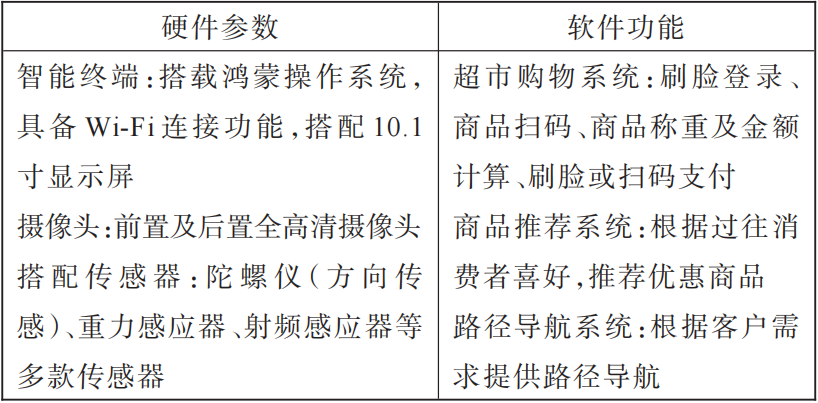 硬件参数
软件功能
智能终端:搭载鸿蒙操作系统,
具备 Wi-Fi 连接功能,搭配 10.1
寸显示屏
摄像头:前置及后置全高清摄像头
搭配传感器:陀螺仪(方向传
感)、重力感应器、射频感应器等
多款传感器
超市购物系统:刷脸登录、
商品扫码、商品称重及金额
计算、刷脸或扫码支付
商品推荐系统:根据过往消
费者喜好,推荐优惠商品
路径导航系统:根据客户需
求提供路径导航